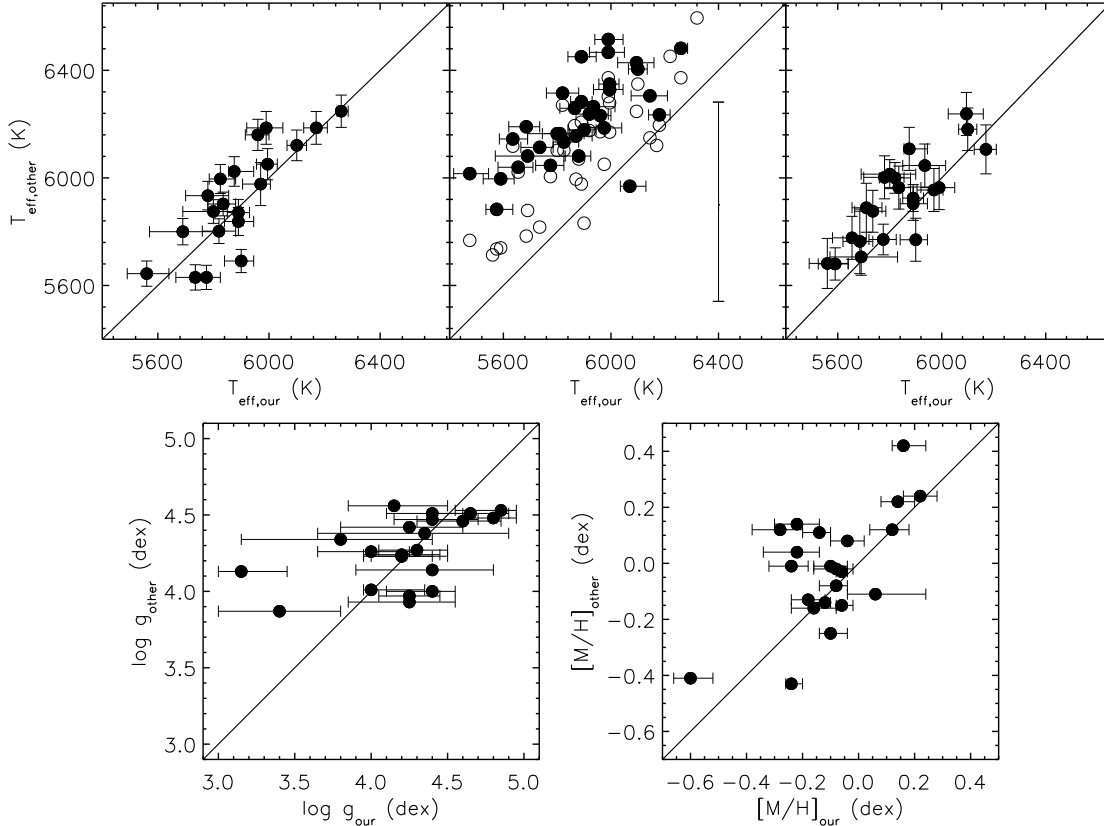 6400
6000
5600
T_eff,other
(K)
5600 6000 6400
5600 6000 6400
5600 6000 6400
T_eff,our (K)
T_eff,our (K)
T_eff,our (K)
5.0
4.5
4.0
3.5
3.0
log g_other (dex)
3.0 3.5 4.0 4.5 5.0
log g_our (dex)
0.4
0.2
0.0
−0.2
−0.4
−0.6
[M/H]_other (dex)
−0.6 −0.4 −0.2 0.0 0.2 0.4
[M/H]_our (dex)